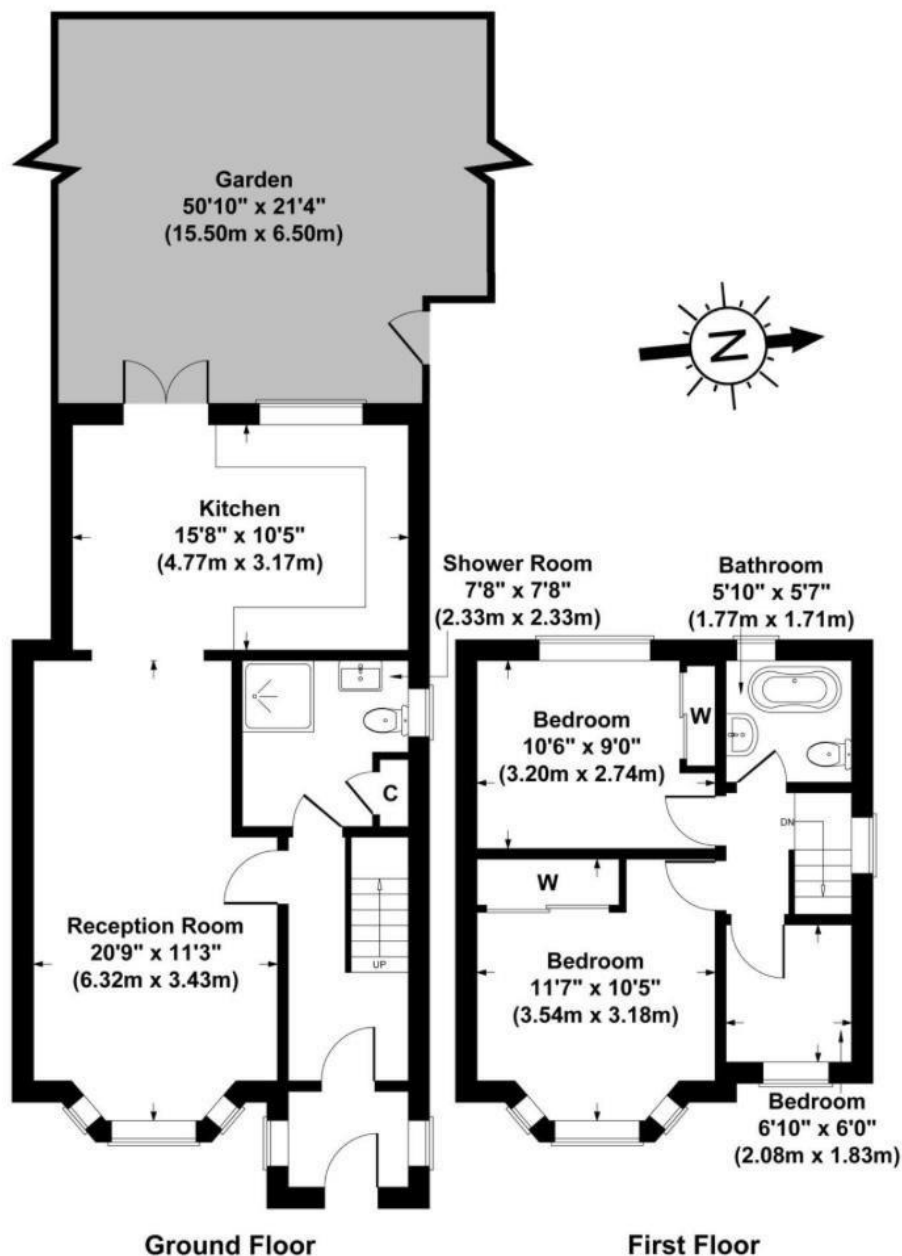 Garden
50'10" x 21'4"
(15.50m x 6.50m)
N
Kitchen
15'8" x 10'5"
(4.77m x 3.17m)
Shower Room
7'8" x 7'8"
(2.33m x 2.33m)
Bathroom
5'10" x 5'7"
(1.77m x 1.71m)
Bedroom
10'6" x 9'0"
(3.20m x 2.74m)
W
C
DN
W
Reception Room
20'9" x 11'3"
(6.32m x 3.43m)
UP
Bedroom
11'7" x 10'5"
(3.54m x 3.18m)
Bedroom
6'10" x 6'0"
(2.08m x 1.83m)
Ground Floor
First Floor